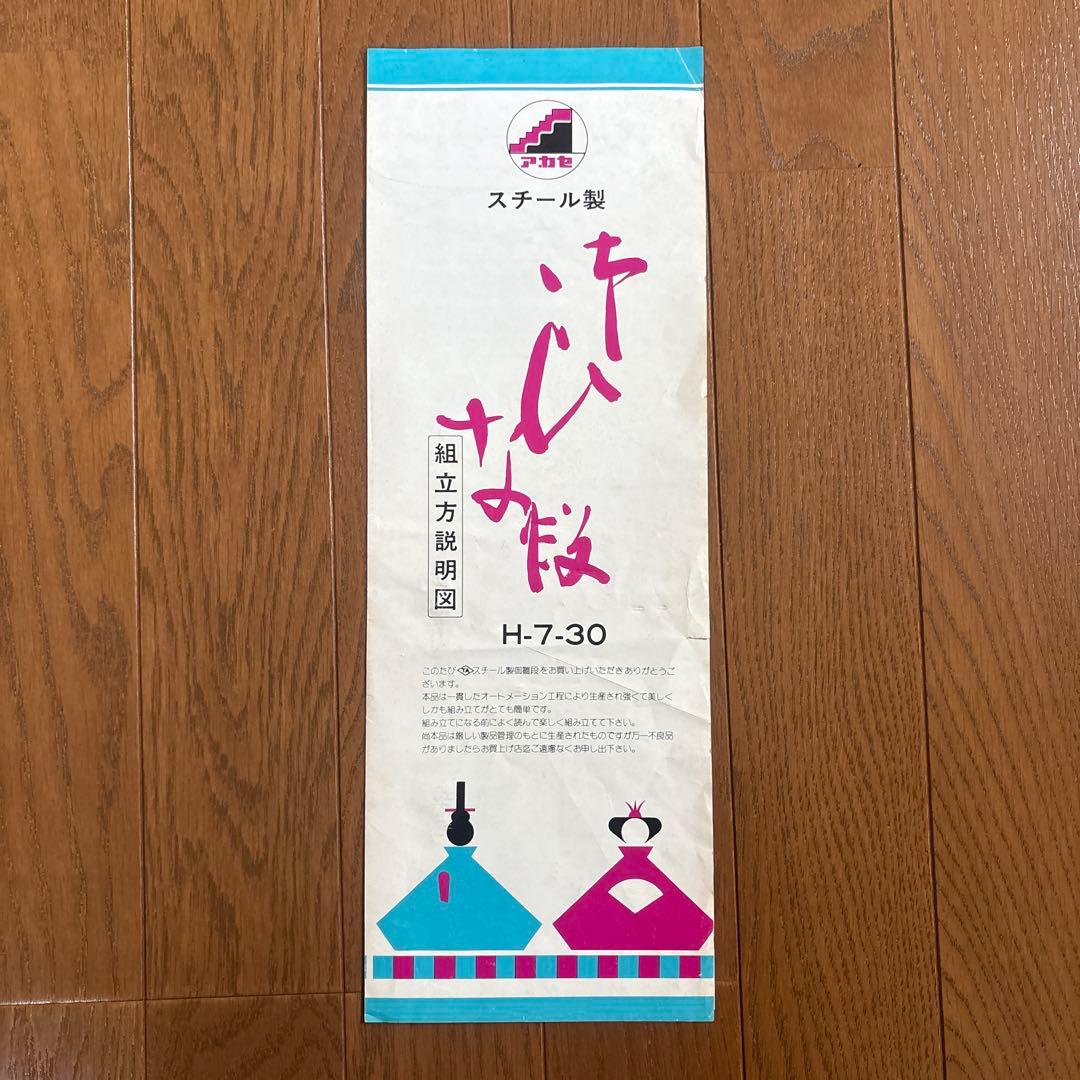 アカセ
スチール製
御ひな段
組立方説明図
H-7-30
このたび TA スチール製御雛段をお買い上げいただきありがとうご
ざいます。
本品は一貫したオートメーション工程により生産され強くて美しく
しかも組み立てがとても簡単です。
組み立てになる前によく読んで楽しく組み立てて下さい。
尚本品は厳しい製品管理のもとに生産されたものですが万一不良品
がありましたらお買上げ店迄ご遠慮なくお申し出下さい。